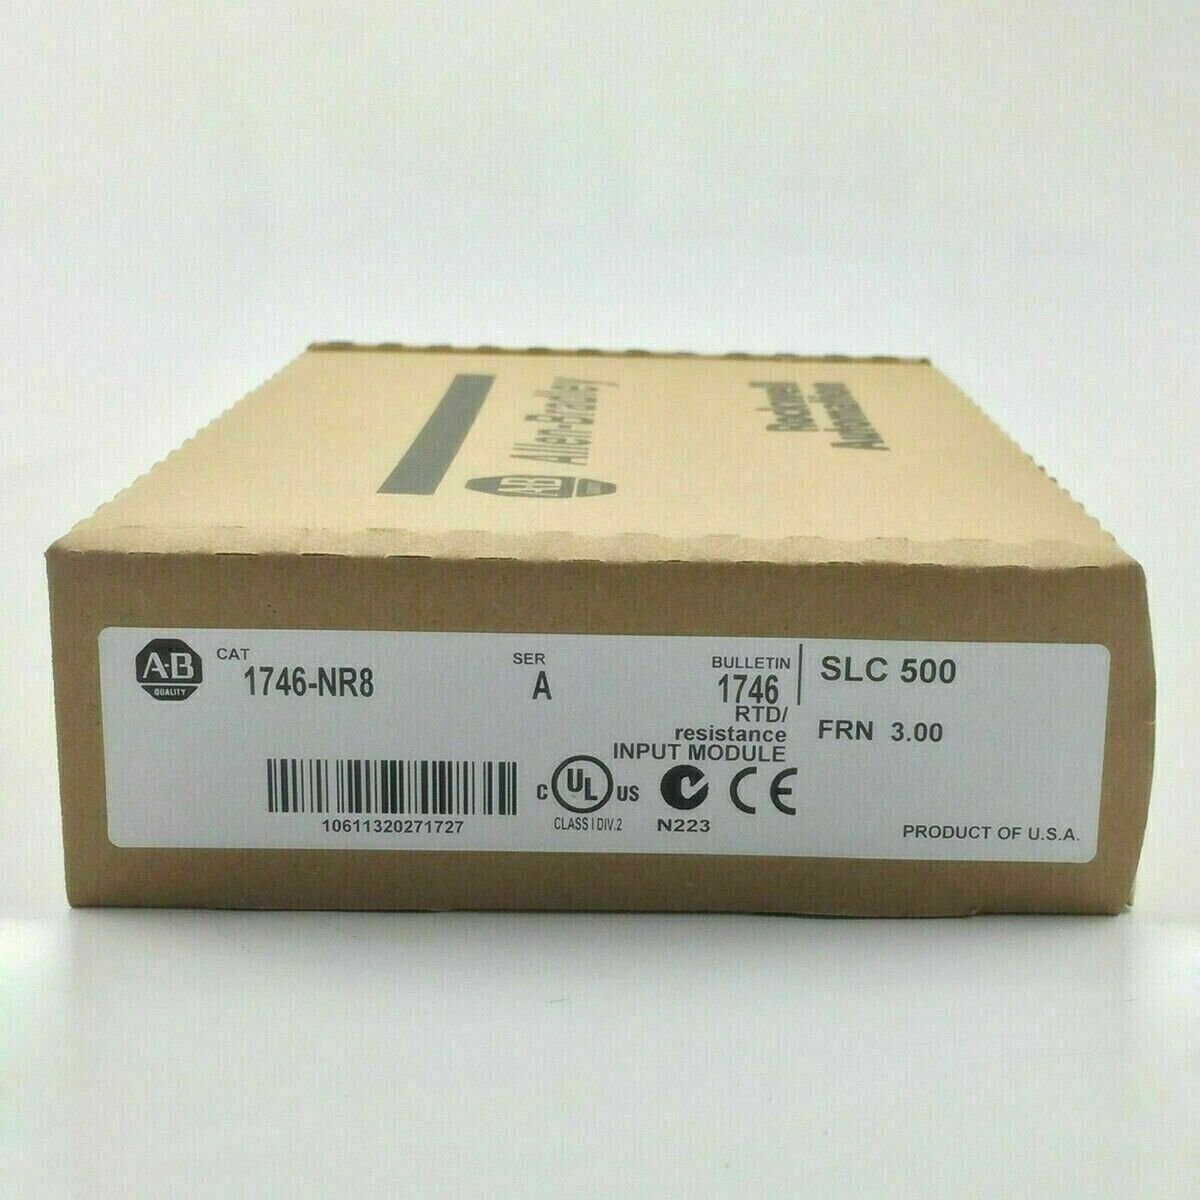 Allen-Bradley
A·B
Rockwell
Automation
A·B
QUALITY
CAT
1746-NR8
SER
A
BULLETIN
1746
RTD/
resistance
INPUT MODULE
SLC 500
FRN 3.00
10611320271727
C UL US
CLASS I DIV.2
N223
CE
PRODUCT OF U.S.A.